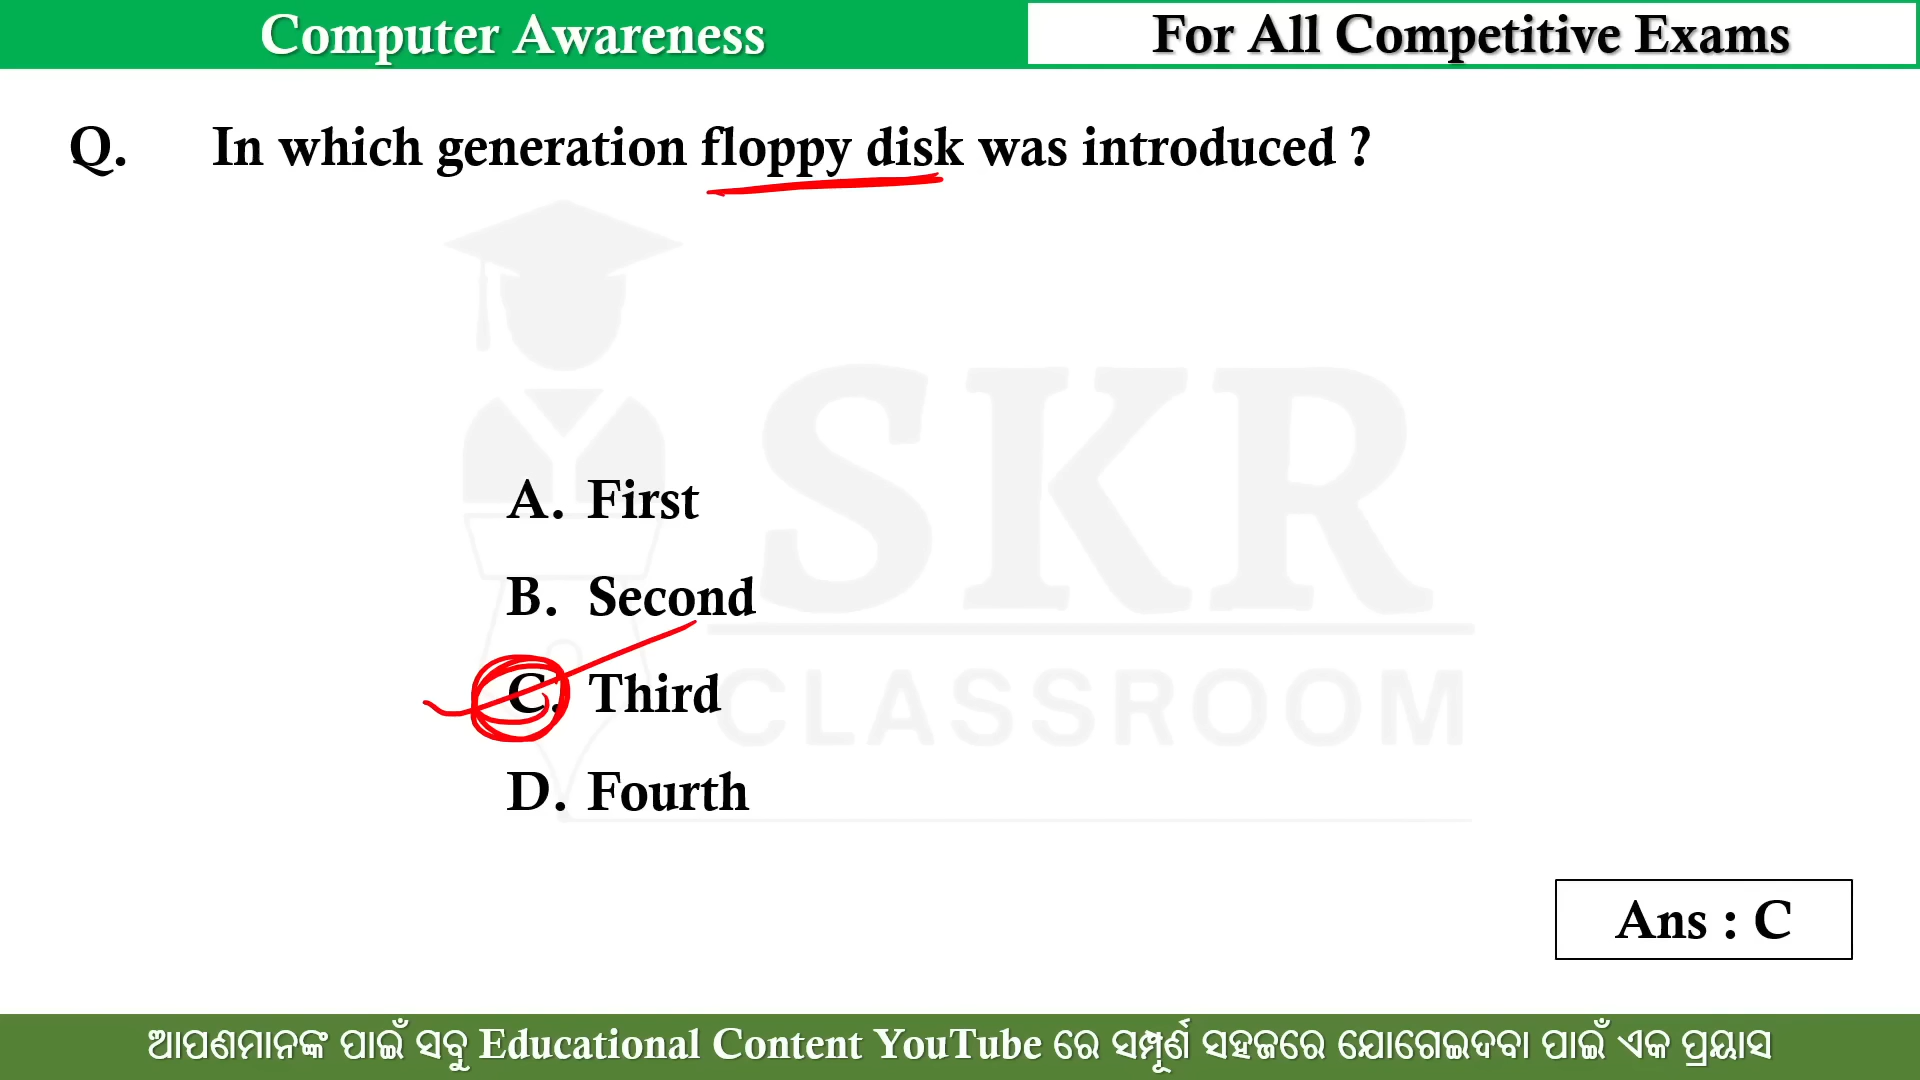 Computer Awareness
For All Competitive Exams
Q. In which generation floppy disk was introduced ?
SKR
CLASSROOM
A. First
B. Second
C. Third
D. Fourth
Ans : C
ଆପଣମାନଙ୍କ ପାଇଁ ସବୁ Educational Content YouTube ରେ ସମ୍ପୂର୍ଣ ସହଜରେ ଯୋଗେଇଦବା ପାଇଁ ଏକ ପ୍ରୟାସ